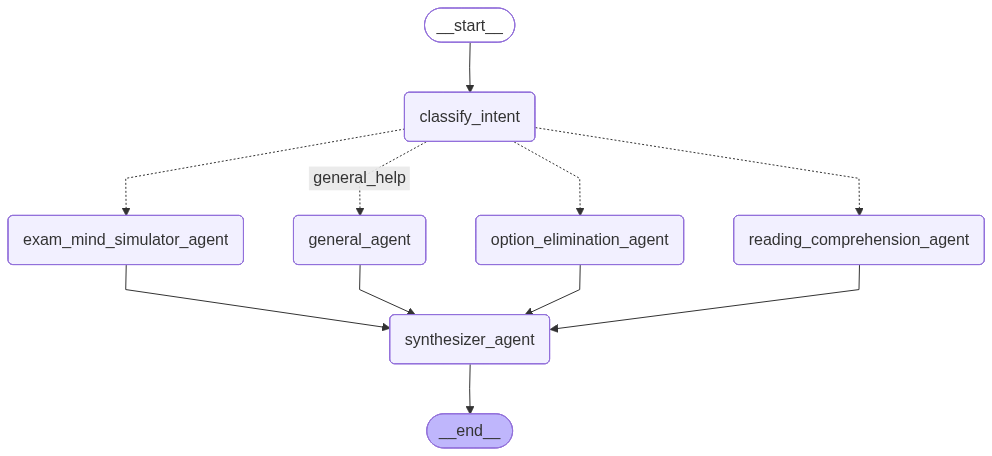 __start__
classify_intent
general_help
exam_mind_simulator_agent
general_agent
option_elimination_agent
reading_comprehension_agent
synthesizer_agent
__end__